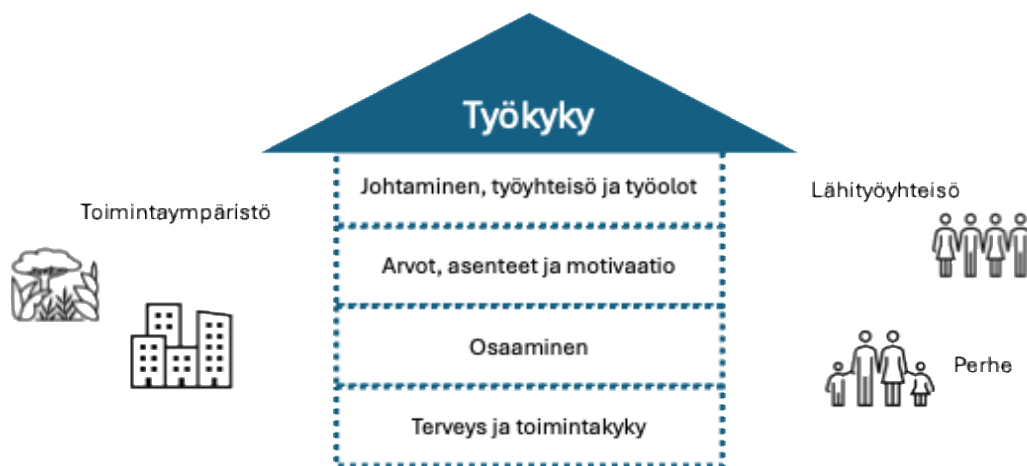 Työkyky
Johtaminen, työyhteisö ja työolot
Toimintaympäristö
Lähityöyhteisö
Arvot, asenteet ja motivaatio
Osaaminen
Perhe
Terveys ja toimintakyky